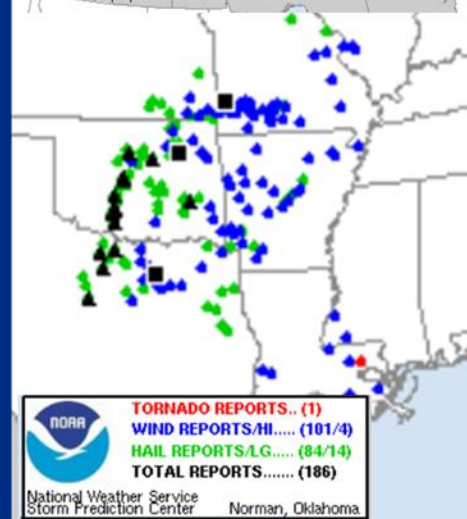 TORNADO REPORTS.. (1)
WIND REPORTS/HI..... (101/4)
HAIL REPORTS/LG..... (84/14)
TOTAL REPORTS....... (186)
NOAA
National Weather Service
Storm Prediction Center Norman, Oklahoma